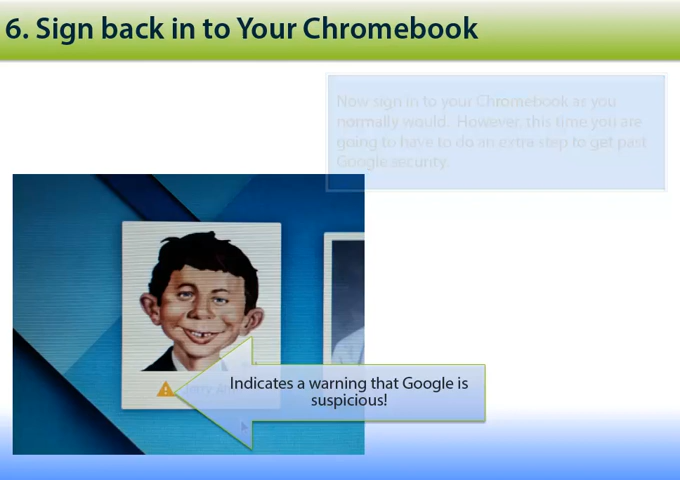 6. Sign back in to Your Chromebook
Now sign in to your Chromebook as you
normally would.  However, this time you are
going to have to do an extra step to get past
Google security.
Indicates a warning that Google is
suspicious!